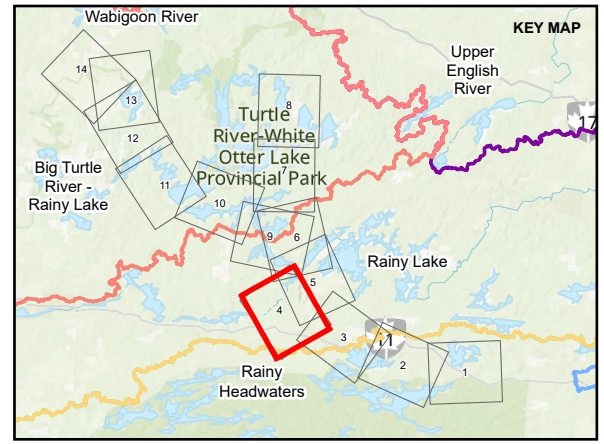 Wabigoon River
KEY MAP
Upper
English
River
14
13
8
Turtle
River-White
Otter Lake
Provincial Park
17
12
7
Big Turtle
River -
Rainy Lake
11
10
9
6
Rainy Lake
5
4
3
11
2
1
Rainy
Headwaters